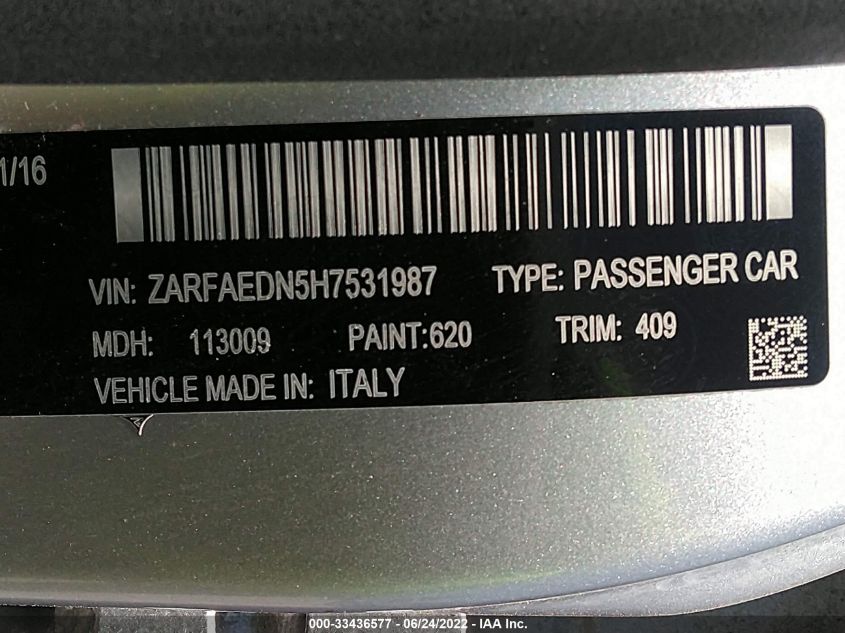 1/16
VIN: ZARFAEDN5H7531987 TYPE: PASSENGER CAR
MDH: 113009 PAINT:620 TRIM: 409
VEHICLE MADE IN: ITALY
000-33436577 - 06/24/2022 - IAA Inc.